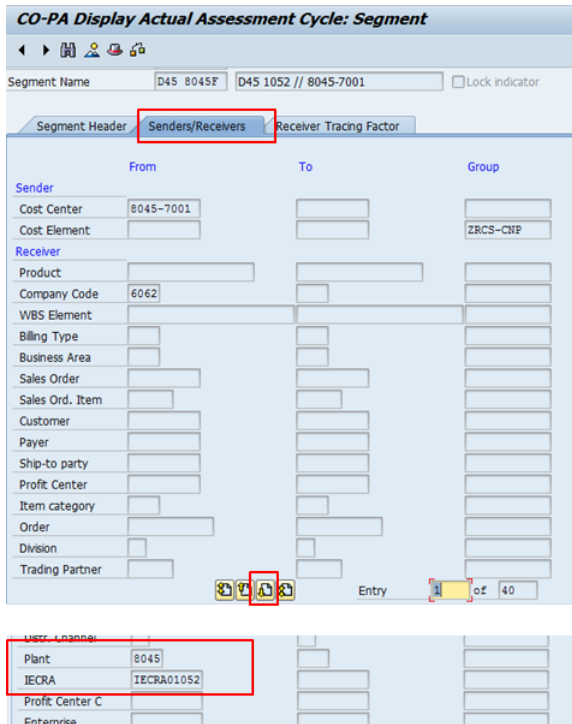 CO-PA Display Actual Assessment Cycle: Segment
Segment Name D45 8045F D45 1052 // 8045-7001 Lock indicator
Segment Header Senders/Receivers Receiver Tracing Factor
From To Group
Sender
Cost Center 8045-7001
Cost Element ZRCS-CNP
Receiver
Product
Company Code 6062
WBS Element
Billing Type
Business Area
Sales Order
Sales Ord. Item
Customer
Payer
Ship-to party
Profit Center
Item category
Order
Division
Trading Partner
Entry 1 of 40
Distr. Channel
Plant 8045
IECRA IECRA01052
Profit Center C
Enterprise